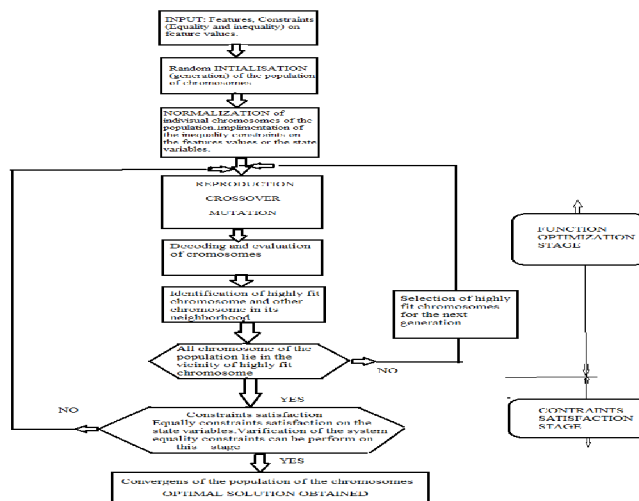 INPUT: Features, Constraints
(Equality and inequality) on
feature values.
Random INTIALISATION
(generation) of the population
of chromosomes
NORMALIZATION of
indivisual chromosomes of the
population.Implimentation of
the inequality constraints on
the features values or the state
variables.
REPRODUCTION
CROSSOVER
MUTATION
Decoding and evaluation
of cromosomes
Identification of highly fit
chromosome and other
chromosome in its
neighborhood
All chromosome of the
population lie in the
vicinity of highly fit
chromosome
NO
Selection of highly
fit chromosomes
for the next
generation
YES
NO
Constraints satisfaction
Equally constraints satisfaction on the
state variables.Varification of the system
equality constraints can be perform on
this stage
YES
Convergens of the population of the chromosomes
OPTIMAL SOLUTION OBTAINED
FUNCTION
OPTIMIZATION
STAGE
CONTRAINTS
SATISFACTION
STAGE